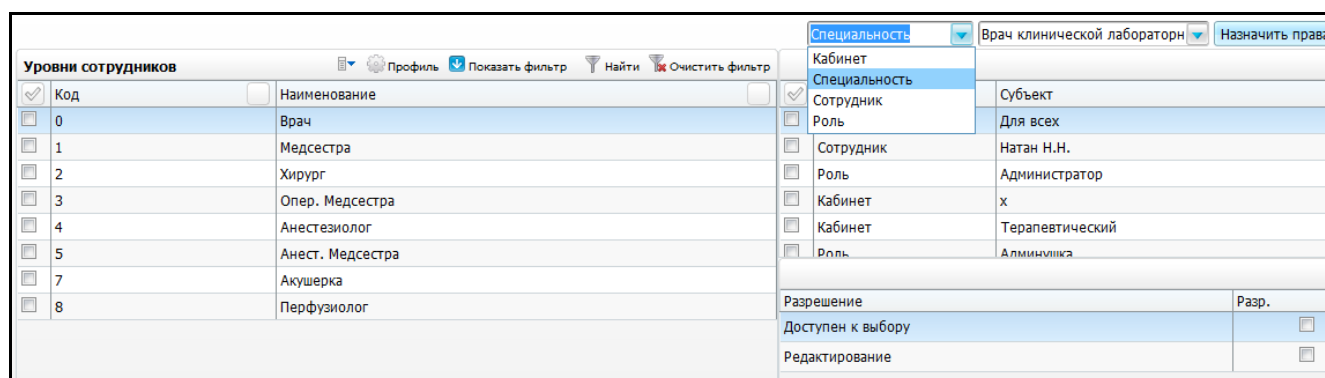 Специальность Врач клинической лабораторн Назначить права
Уровни сотрудников Профиль Показать фильтр Найти Очистить фильтр
Кабинет
Специальность
Сотрудник
Роль
Код Наименование Субъект
0 Врач Для всех
1 Медсестра Сотрудник Натан Н.Н.
2 Хирург Роль Администратор
3 Опер. Медсестра Кабинет x
4 Анестезиолог Кабинет Терапевтический
5 Анест. Медсестра Роль Админушка
7 Акушерка
8 Перфузиолог
Разрешение Разр.
Доступен к выбору
Редактирование